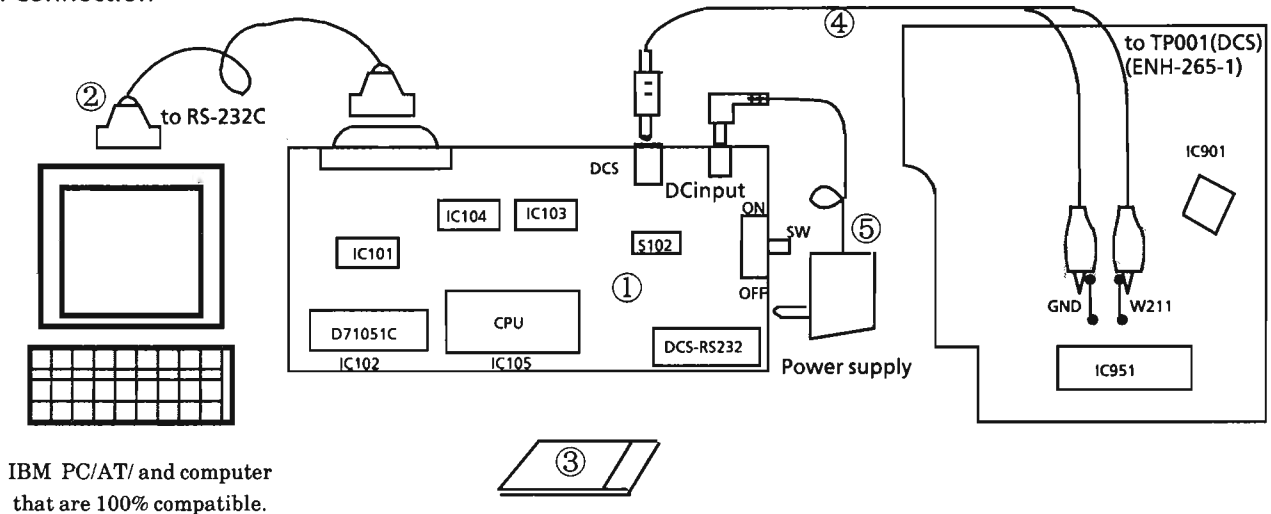 connection
④
to TP001(DCS)
(ENH-265-1)
②
to RS-232C
IC901
DCS
DCinput
IC104
IC103
ON
S102
SW
⑤
IC101
①
OFF
GND
W211
D71051C
CPU
DCS-RS232
IC102
IC105
Power supply
IC951
③
IBM PC/AT/ and computer
that are 100% compatible.